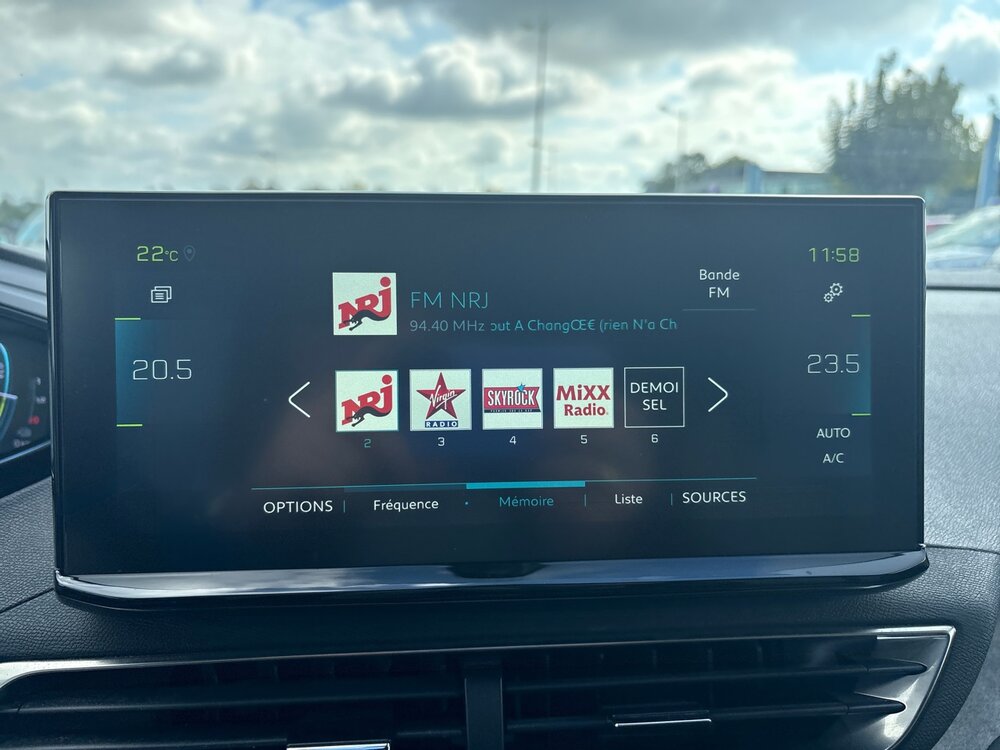 22°C
11:58
Bande
FM
NRJ
FM NRJ
94.40 MHz out A ChangŒ€ (rien N'a Ch
20.5
23.5
NRJ
Virgin
RADIO
SKYROCK
MiXX
Radio
DEMOI
SEL
2
3
4
5
6
AUTO
A/C
OPTIONS
Fréquence
Mémoire
Liste
SOURCES